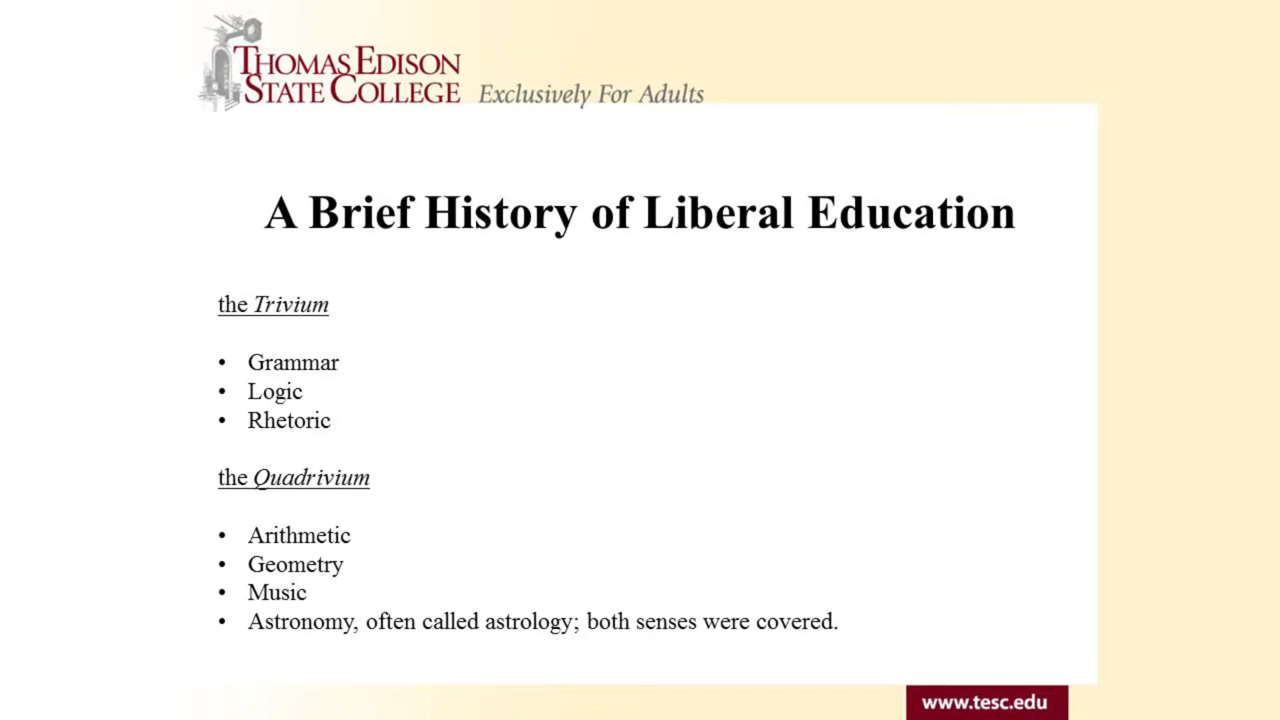 THOMAS EDISON
STATE COLLEGE Exclusively For Adults
A Brief History of Liberal Education
the Trivium
• Grammar
• Logic
• Rhetoric
the Quadrivium
• Arithmetic
• Geometry
• Music
• Astronomy, often called astrology; both senses were covered.
www.tesc.edu